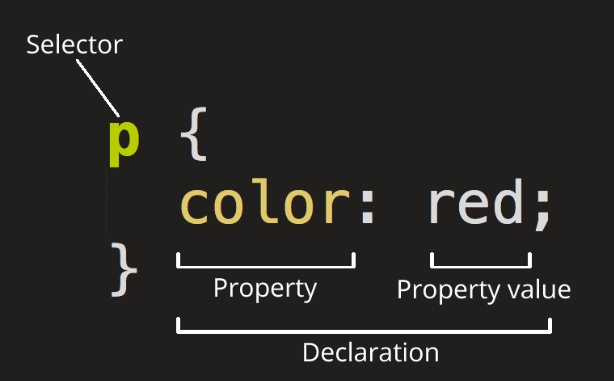 Selector
p {
color: red;
}
Property
Property value
Declaration